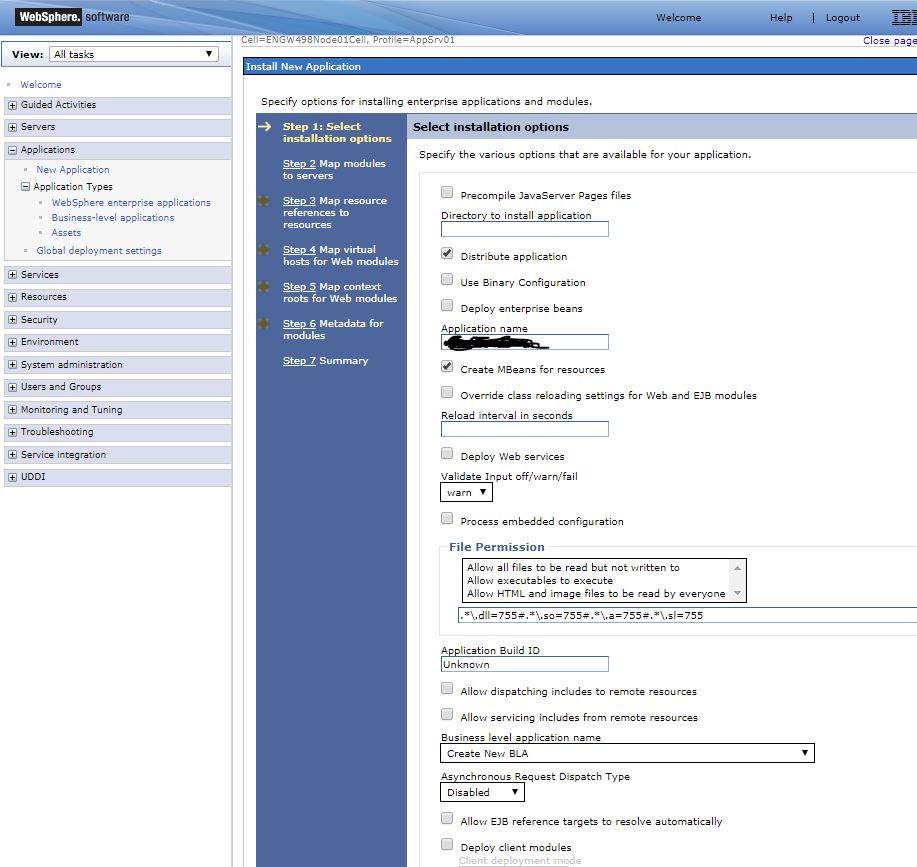 WebSphere. software
Welcome Help | Logout IBM
Cell=ENGW498Node01Cell, Profile=AppSrv01
Close page
View: All tasks
Welcome
Guided Activities
Servers
Applications
New Application
Application Types
WebSphere enterprise applications
Business-level applications
Assets
Global deployment settings
Services
Resources
Security
Environment
System administration
Users and Groups
Monitoring and Tuning
Troubleshooting
Service integration
UDDI
Install New Application
Specify options for installing enterprise applications and modules.
Step 1: Select
installation options
Step 2 Map modules
to servers
Step 3 Map resource
references to
resources
Step 4 Map virtual
hosts for Web modules
Step 5 Map context
roots for Web modules
Step 6 Metadata for
modules
Step 7 Summary
Select installation options
Specify the various options that are available for your application.
Precompile JavaServer Pages files
Directory to install application
Distribute application
Use Binary Configuration
Deploy enterprise beans
Application name
Create MBeans for resources
Override class reloading settings for Web and EJB modules
Reload interval in seconds
Deploy Web services
Validate Input off/warn/fail
warn
Process embedded configuration
File Permission
Allow all files to be read but not written to
Allow executables to execute
Allow HTML and image files to be read by everyone
.*\.dll=755#.*\.so=755#.*\.a=755#.*\.sl=755
Application Build ID
Unknown
Allow dispatching includes to remote resources
Allow servicing includes from remote resources
Business level application name
Create New BLA
Asynchronous Request Dispatch Type
Disabled
Allow EJB reference targets to resolve automatically
Deploy client modules
Client deployment mode